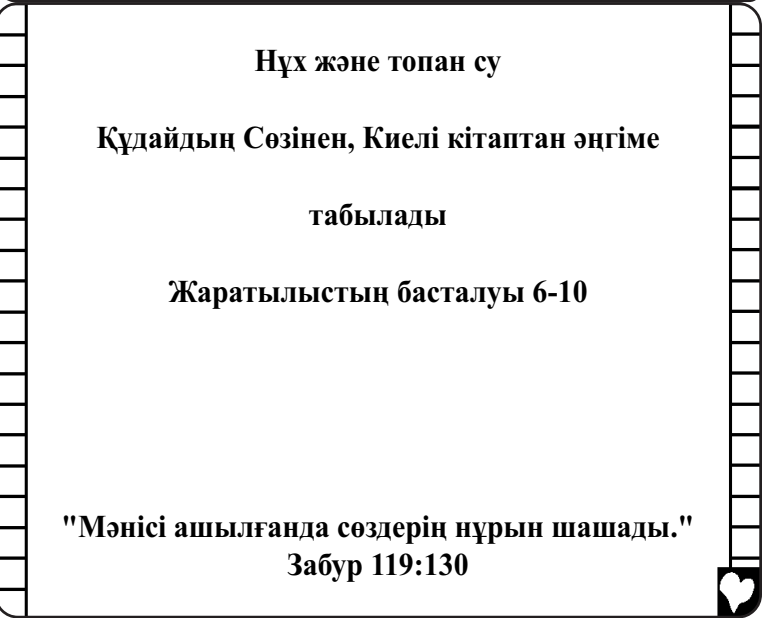 Нұх және топан су
Құдайдың Сөзінен, Киелі кітаптан әңгіме
табылады
Жаратылыстың басталуы 6-10
"Мәнісі ашылғанда сөздерің нұрын шашады."
Забур 119:130